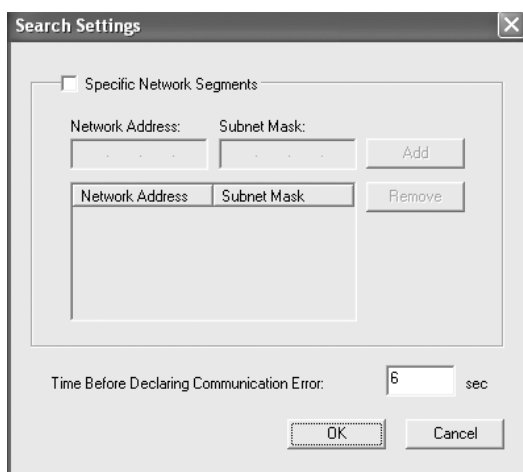 Search Settings
Specific Network Segments
Network Address: Subnet Mask:
. . . . . . Add
Network Address Subnet Mask Remove
Time Before Declaring Communication Error: 6 sec
OK Cancel